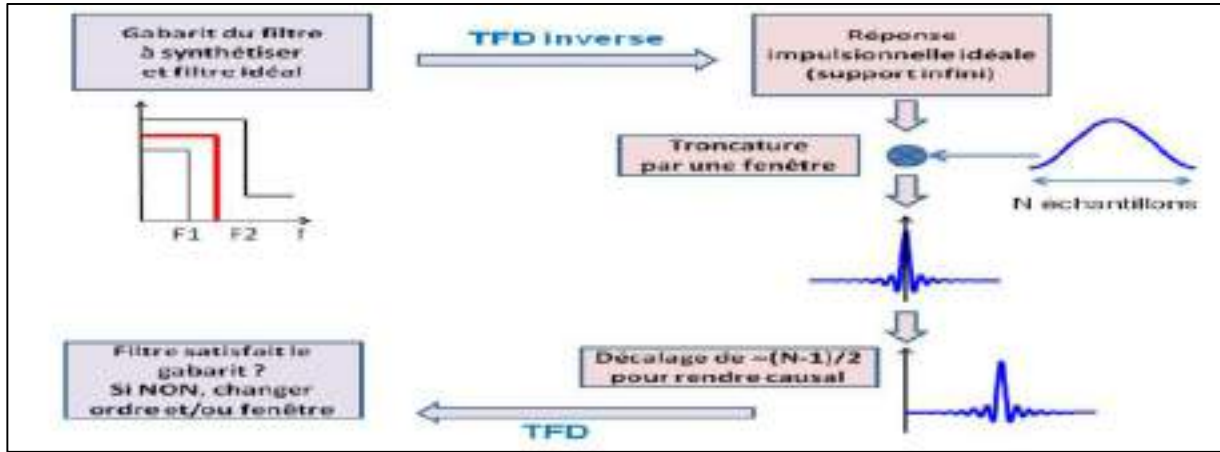 Gabarit du filtre
à synthétiser
et filtre idéal
TFD Inverse
Réponse
impulsionnelle idéale
(support infini)
Troncature
par une fenêtre
N échantillons
F1 F2 f
Décalage de ~(N-1)/2
pour rendre causal
TFD
Filtre satisfait le
gabarit ?
Si NON, changer
ordre et/ou fenêtre